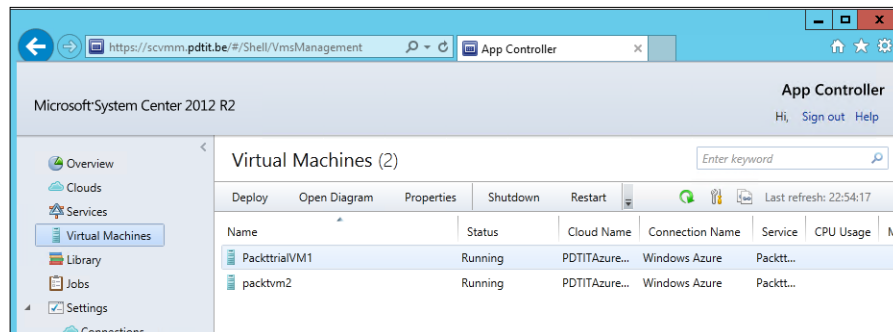 https://scvmm.pdtit.be/#/Shell/VmsManagement
App Controller
Microsoft System Center 2012 R2
App Controller
Hi, Sign out Help
Overview
Clouds
Services
Virtual Machines
Library
Jobs
Settings
Connections
Virtual Machines (2)
Enter keyword
Deploy Open Diagram Properties Shutdown Restart Last refresh: 22:54:17
Name Status Cloud Name Connection Name Service CPU Usage M
PackttrialVM1 Running PDTITAzure... Windows Azure Packtt...
packtvm2 Running PDTITAzure... Windows Azure Packtt...